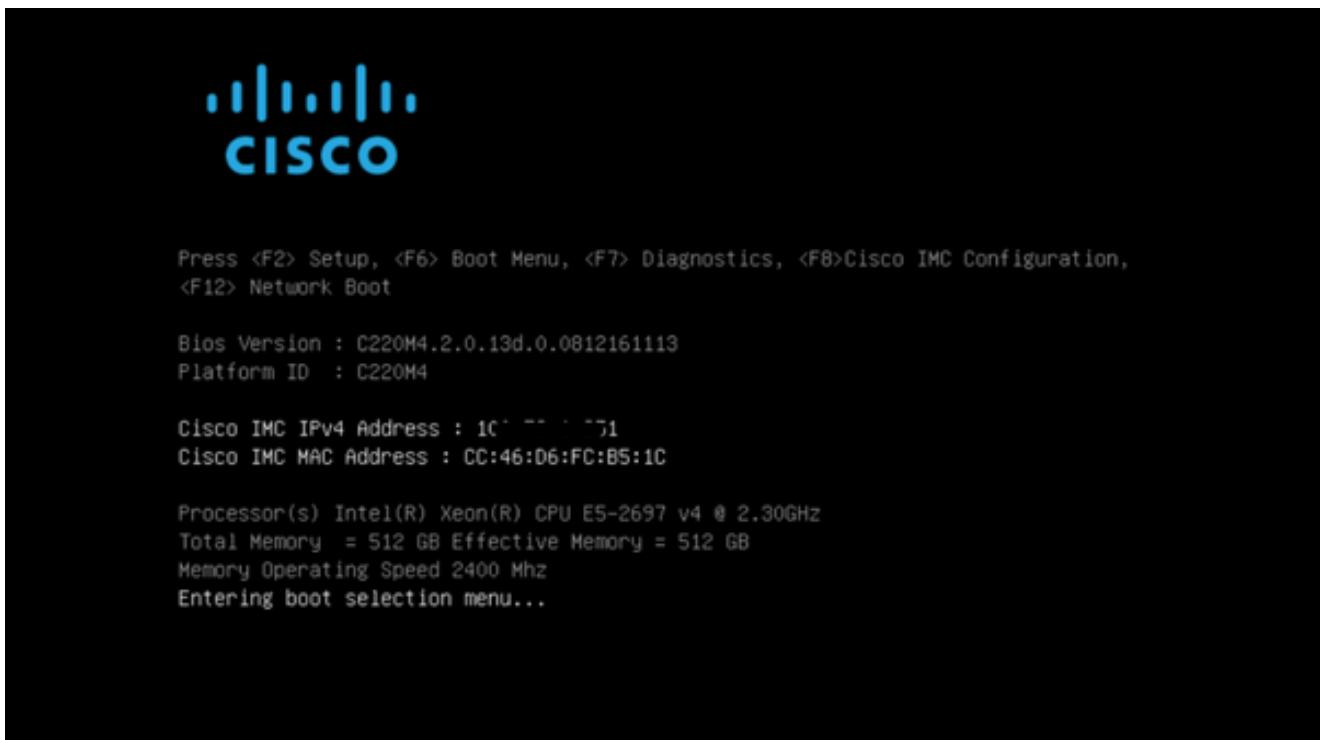 CISCO
Press <F2> Setup, <F6> Boot Menu, <F7> Diagnostics, <F8>Cisco IMC Configuration,
<F12> Network Boot
Bios Version : C220M4.2.0.13d.0.0812161113
Platform ID : C220M4
Cisco IMC IPv4 Address :
Cisco IMC MAC Address : CC:46:D6:FC:B5:1C
Processor(s) Intel(R) Xeon(R) CPU E5-2697 v4 @ 2.30GHz
Total Memory = 512 GB Effective Memory = 512 GB
Memory Operating Speed 2400 Mhz
Entering boot selection menu...